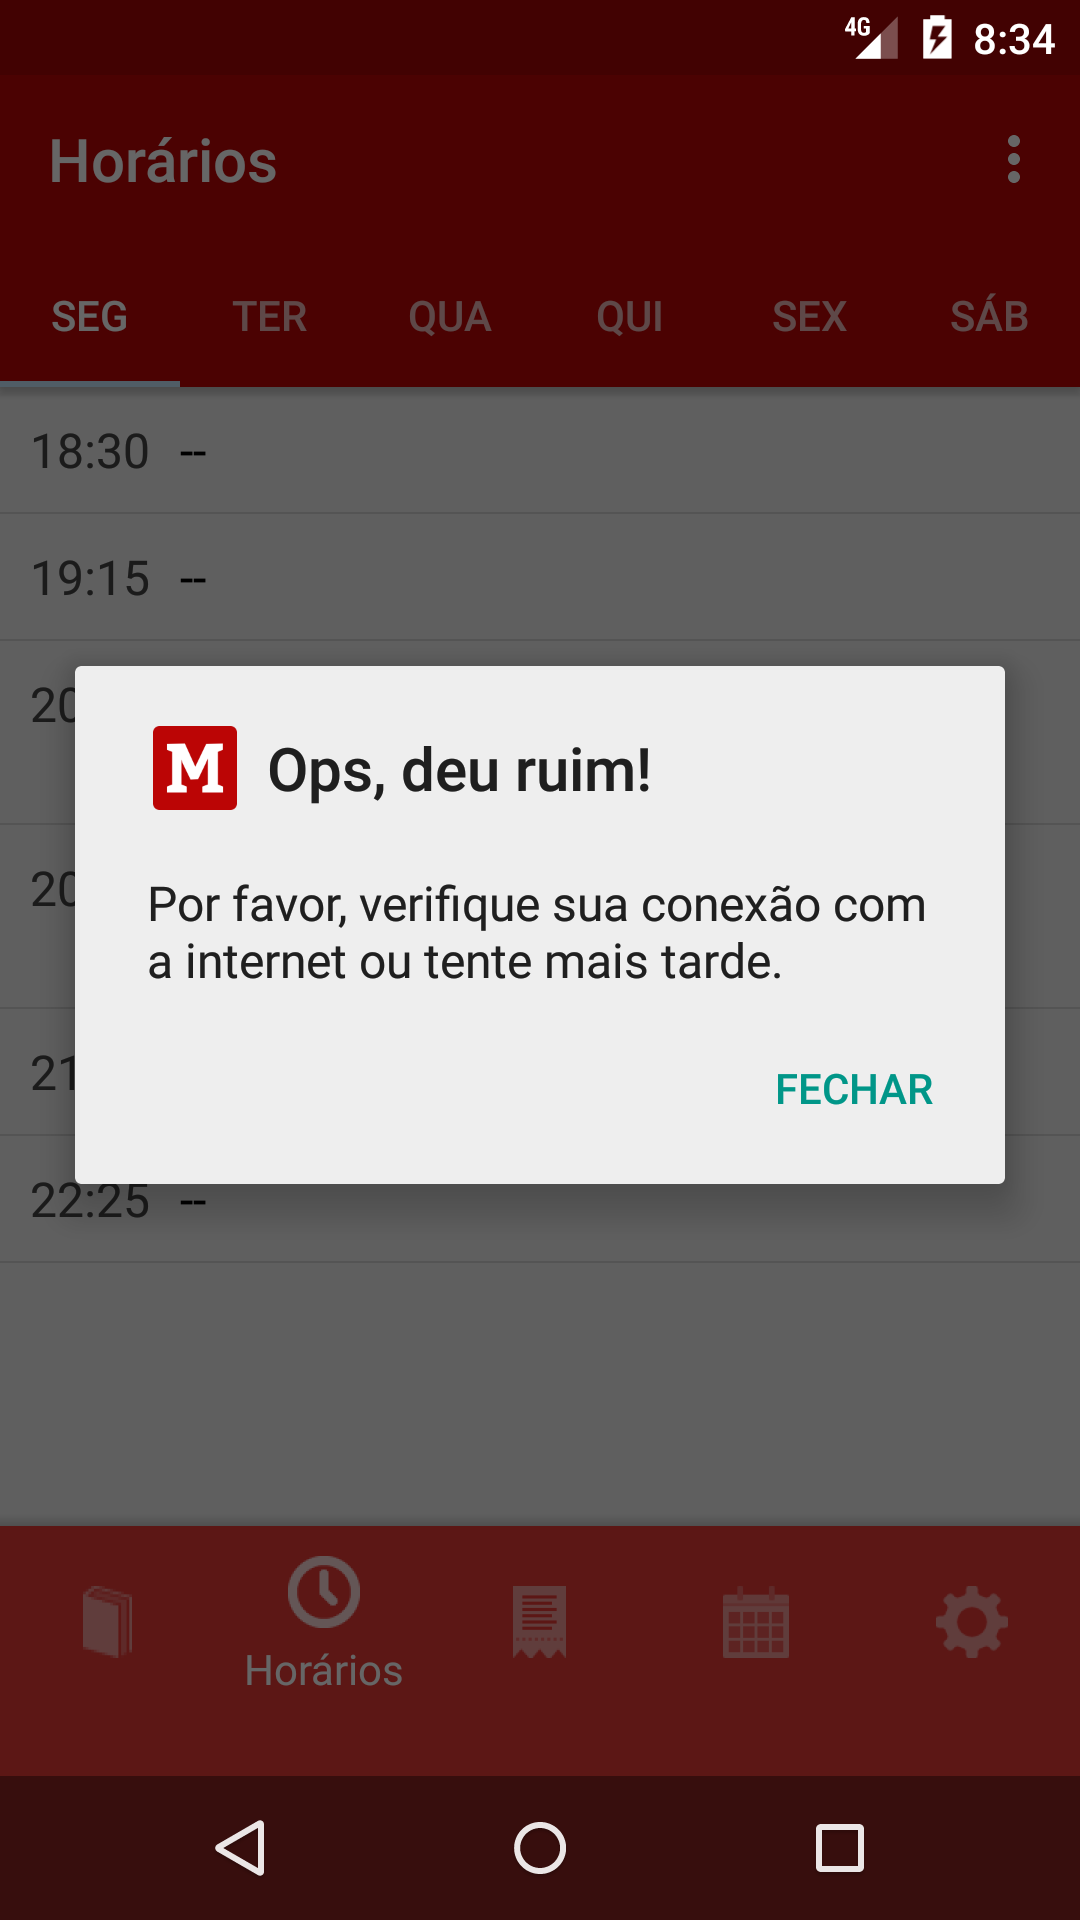 4G 8:34
Horários
SEG TER QUA QUI SEX SÁB
18:30 --
19:15 --
20
M Ops, deu ruim!
20
Por favor, verifique sua conexão com
a internet ou tente mais tarde.
21
FECHAR
22:25 --
Horários